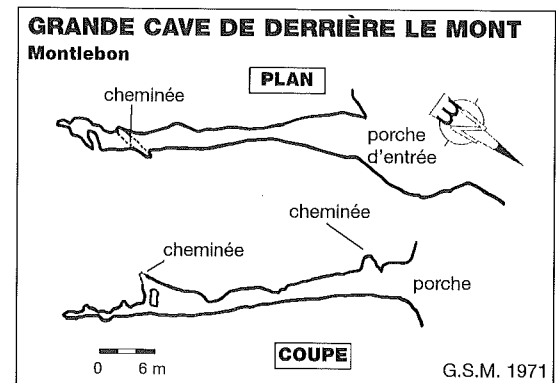 GRANDE CAVE DE DERRIÈRE LE MONT
Montlebon
PLAN
cheminée
porche
d'entrée
cheminée
cheminée
porche
0 6 m
COUPE
G.S.M. 1971